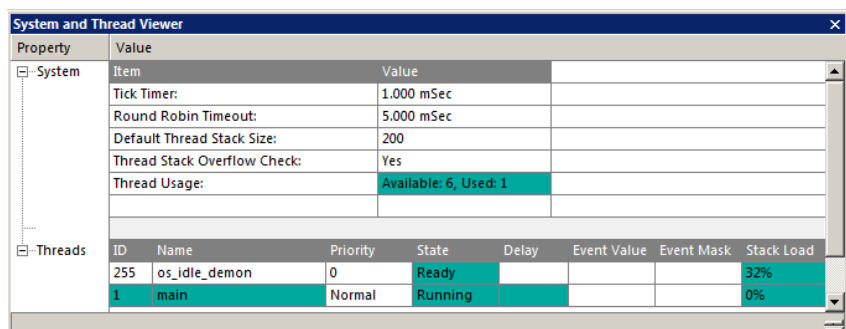 System and Thread Viewer
Property Value
System Item Value
Tick Timer: 1.000 mSec
Round Robin Timeout: 5.000 mSec
Default Thread Stack Size: 200
Thread Stack Overflow Check: Yes
Thread Usage: Available: 6, Used: 1
Threads ID Name Priority State Delay Event Value Event Mask Stack Load
255 os_idle_demon 0 Ready 32%
1 main Normal Running 0%